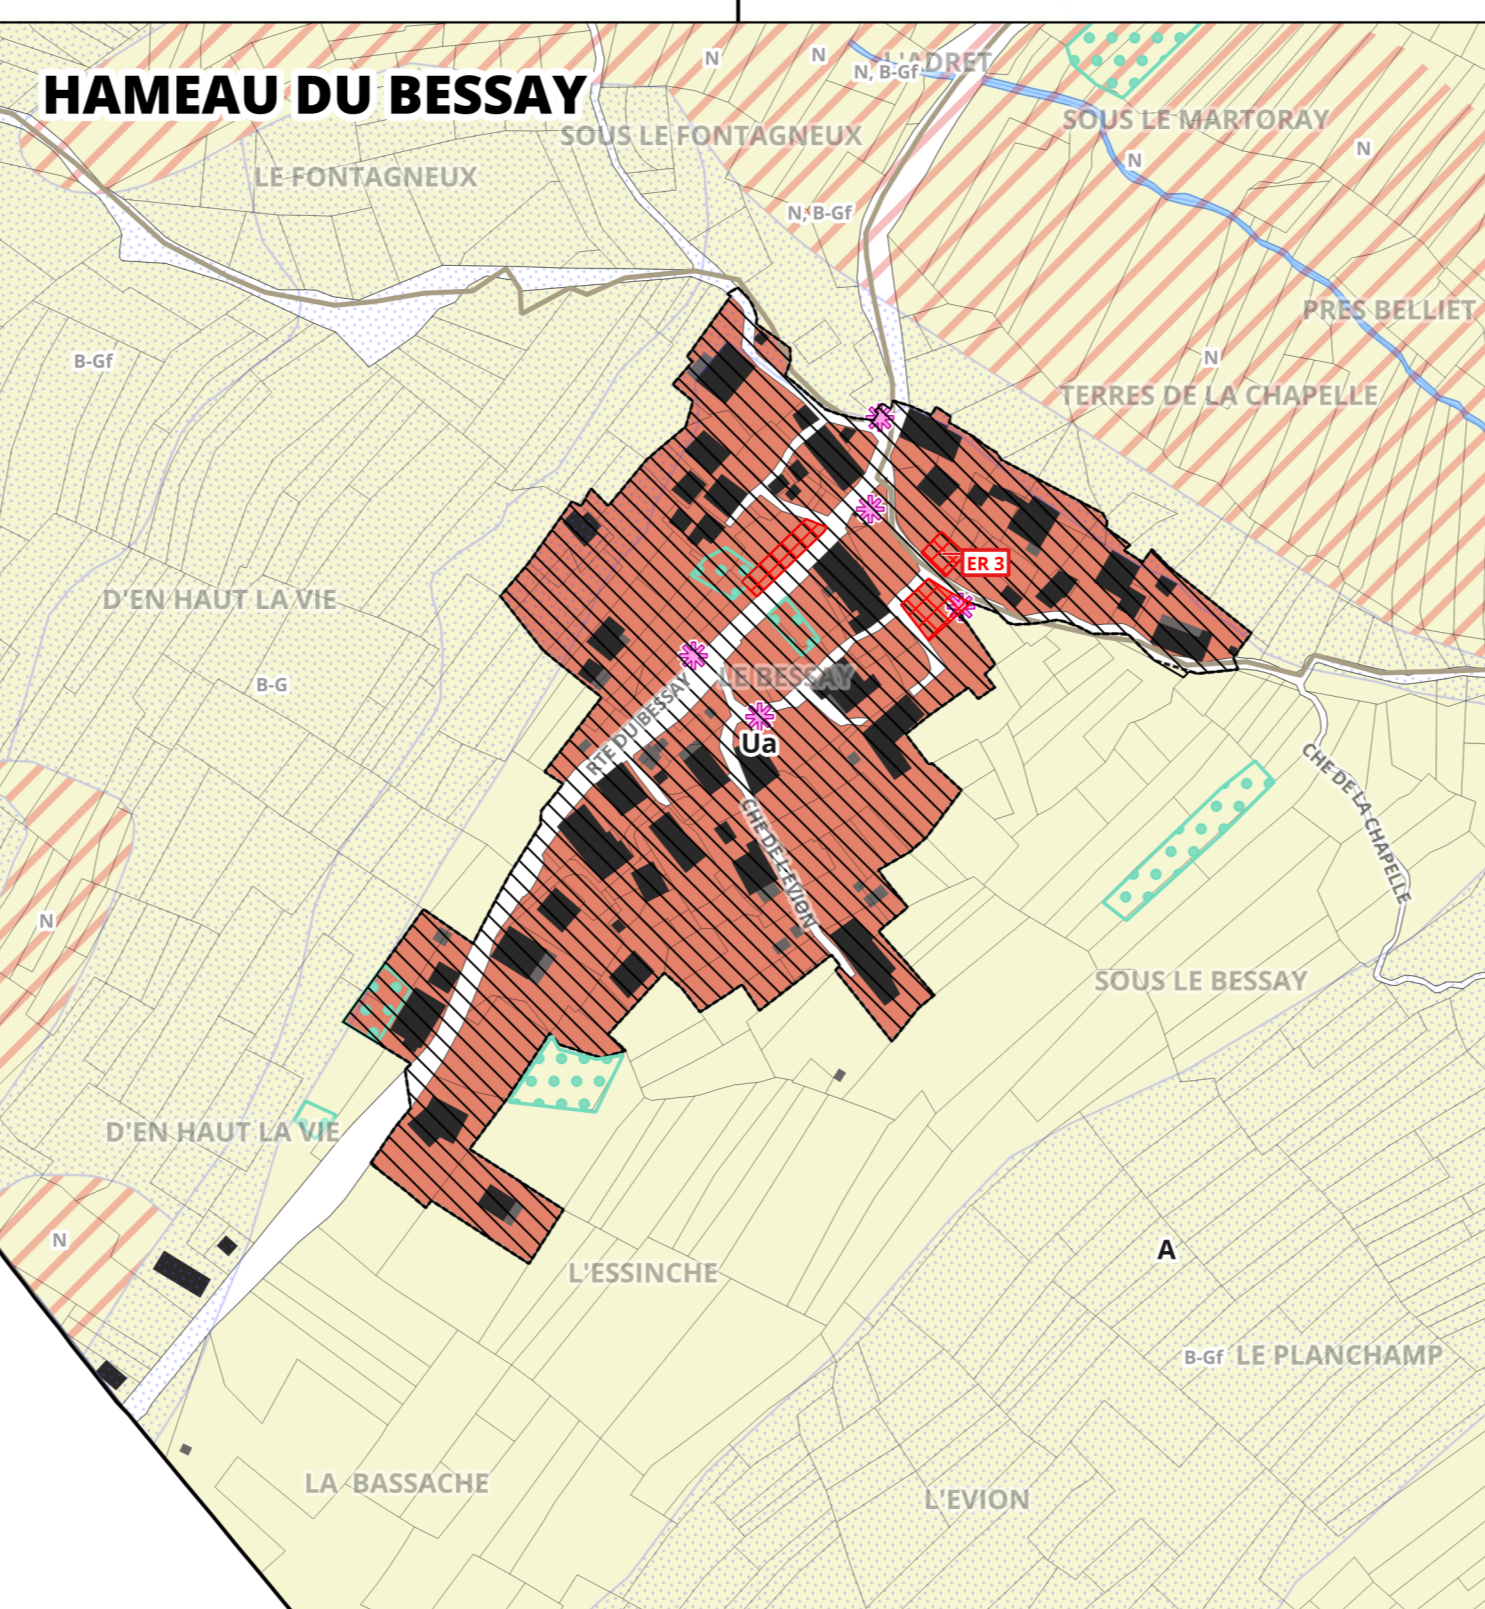 HAMEAU DU BESSAY
N
N
L'ADRET
N, B-Gf
SOUS LE FONTAGNEUX
SOUS LE MARTORAY
N
N
LE FONTAGNEUX
N, B-Gf
PRES BELLIET
B-Gf
N
TERRES DE LA CHAPELLE
ER 3
D'EN HAUT LA VIE
LE BESSAY
B-G
RTE DU BESSAY
Ua
CHE DE LA CHAPELLE
CHE DE L'EVION
N
SOUS LE BESSAY
D'EN HAUT LA VIE
N
A
L'ESSINCHE
B-Gf
LE PLANCHAMP
LA BASSACHE
L'EVION